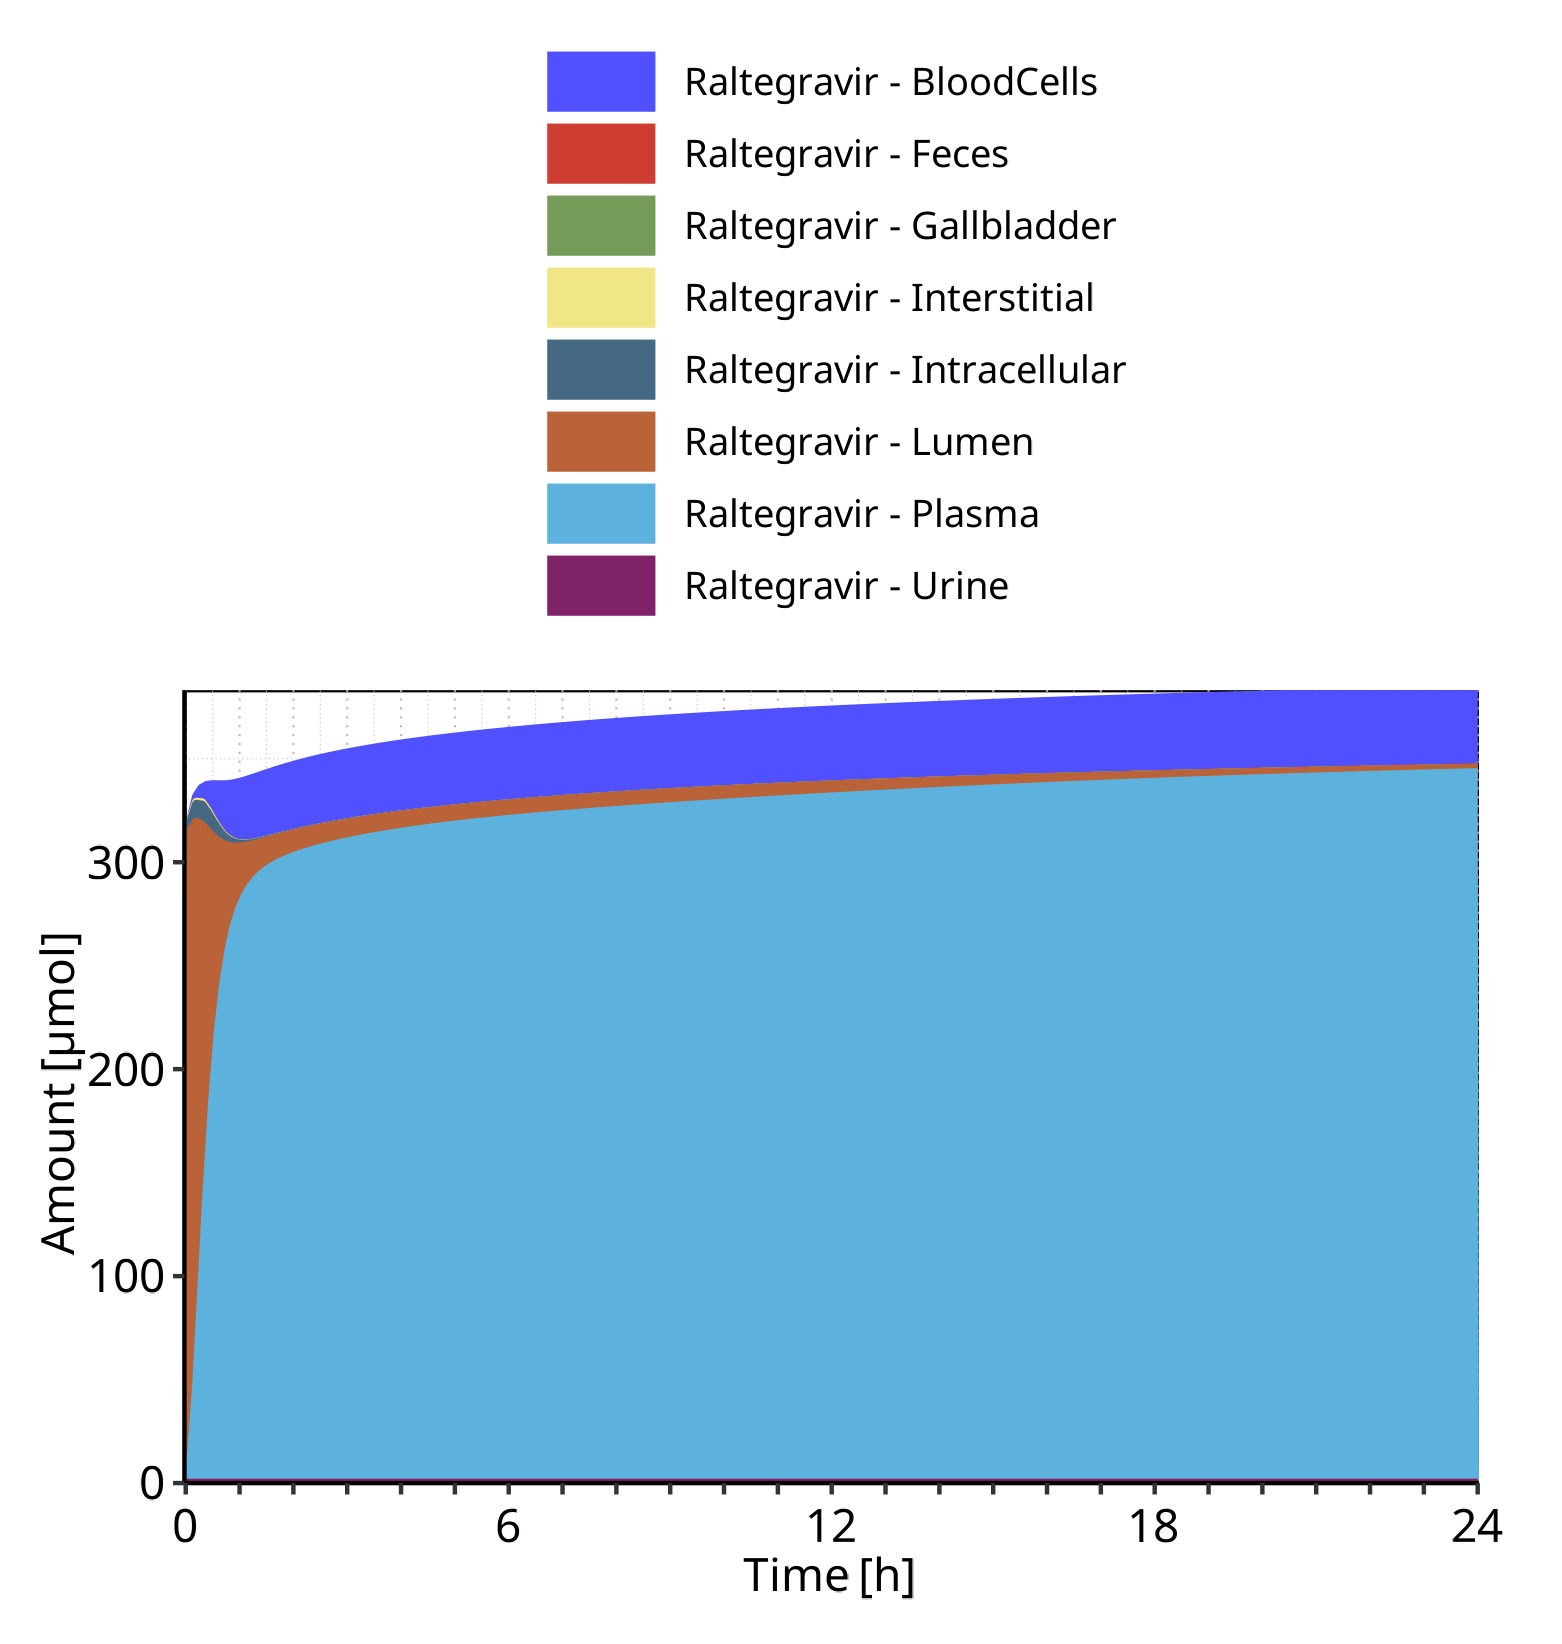 Raltegravir - BloodCells
Raltegravir - Feces
Raltegravir - Gallbladder
Raltegravir - Interstitial
Raltegravir - Intracellular
Raltegravir - Lumen
Raltegravir - Plasma
Raltegravir - Urine
Amount [µmol]
300
200
100
0
0 6 12 18 24
Time [h]